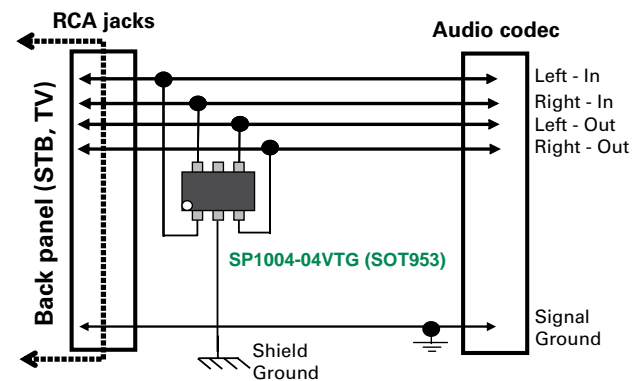 RCA jacks
Audio codec
Back panel (STB, TV)
Left - In
Right - In
Left - Out
Right - Out
SP1004-04VTG (SOT953)
Signal
Ground
Shield
Ground